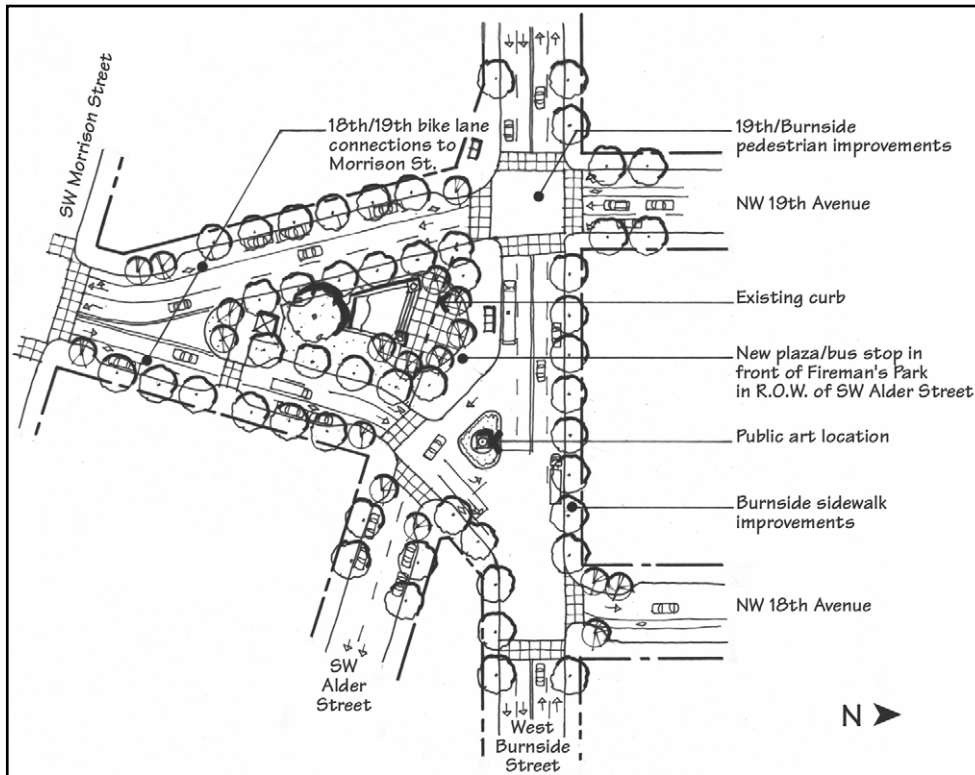 SW Morrison Street
18th/19th bike lane
connections to
Morrison St.
19th/Burnside
pedestrian improvements
NW 19th Avenue
Existing curb
New plaza/bus stop in
front of Fireman's Park
in R.O.W. of SW Alder Street
Public art location
Burnside sidewalk
improvements
NW 18th Avenue
SW
Alder
Street
West
Burnside
Street
N